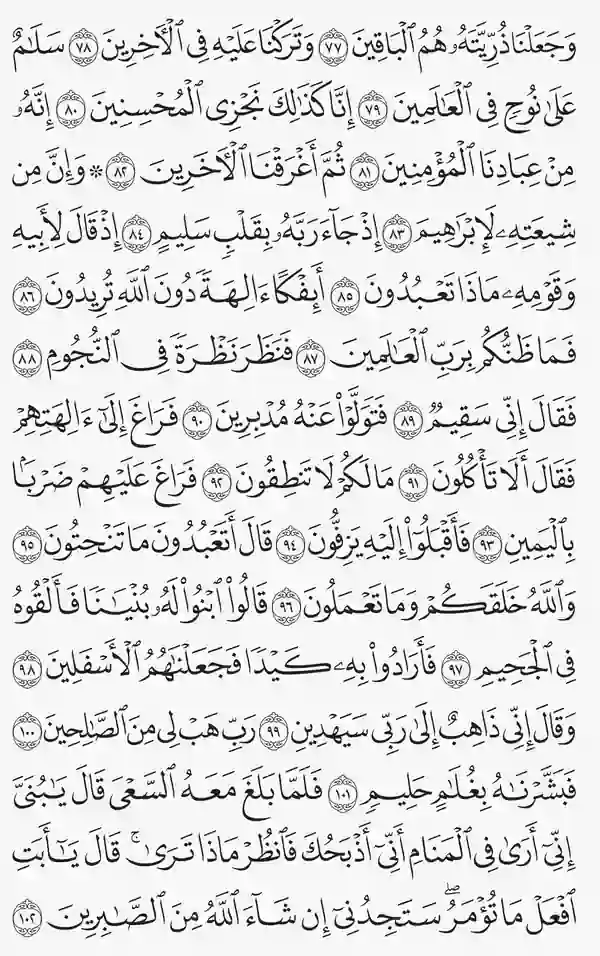 وَجَعَلْنَا ذُرِّيَّتَهُۥ هُمُ ٱلْبَاقِينَ ٧٧ وَتَرَكْنَا عَلَيْهِ فِى ٱلْأَخِرِينَ ٧٨ سَلَٰمٌ
عَلَىٰ نُوحٍ فِى ٱلْعَٰلَمِينَ ٧٩ إِنَّا كَذَٰلِكَ نَجْزِى ٱلْمُحْسِنِينَ ٨٠ إِنَّهُۥ
مِنْ عِبَادِنَا ٱلْمُؤْمِنِينَ ٨١ ثُمَّ أَغْرَقْنَا ٱلْأَخَرِينَ ٨٢ ۞ وَإِنَّ مِن
شِيعَتِهِۦ لَإِبْرَٰهِيمَ ٨٣ إِذْ جَآءَ رَبَّهُۥ بِقَلْبٍ سَلِيمٍ ٨٤ إِذْ قَالَ لِأَبِيهِ
وَقَوْمِهِۦ مَاذَا تَعْبُدُونَ ٨٥ أَئِفْكًا ءَالِهَةً دُونَ ٱللَّهِ تُرِيدُونَ ٨٦
فَمَا ظَنُّكُم بِرَبِّ ٱلْعَٰلَمِينَ ٨٧ فَنَظَرَ نَظْرَةً فِى ٱلنُّجُومِ ٨٨
فَقَالَ إِنِّى سَقِيمٌ ٨٩ فَتَوَلَّوْا۟ عَنْهُ مُدْبِرِينَ ٩٠ فَرَاغَ إِلَىٰٓ ءَالِهَتِهِمْ
فَقَالَ أَلَا تَأْكُلُونَ ٩١ مَا لَكُمْ لَا تَنطِقُونَ ٩٢ فَرَاغَ عَلَيْهِمْ ضَرْبًۢا
بِٱلْيَمِينِ ٩٣ فَأَقْبَلُوٓا۟ إِلَيْهِ يَزِفُّونَ ٩٤ قَالَ أَتَعْبُدُونَ مَا تَنْحِتُونَ ٩٥
وَٱللَّهُ خَلَقَكُمْ وَمَا تَعْمَلُونَ ٩٦ قَالُوا۟ ٱبْنُوا۟ لَهُۥ بُنْيَٰنًا فَأَلْقُوهُ
فِى ٱلْجَحِيمِ ٩٧ فَأَرَادُوا۟ بِهِۦ كَيْدًا فَجَعَلْنَٰهُمُ ٱلْأَسْفَلِينَ ٩٨
وَقَالَ إِنِّى ذَاهِبٌ إِلَىٰ رَبِّى سَيَهْدِينِ ٩٩ رَبِّ هَبْ لِى مِنَ ٱلصَّٰلِحِينَ ١٠٠
فَبَشَّرْنَٰهُ بِغُلَٰمٍ حَلِيمٍ ١٠١ فَلَمَّا بَلَغَ مَعَهُ ٱلسَّعْىَ قَالَ يَٰبُنَىَّ
إِنِّىٓ أَرَىٰ فِى ٱلْمَنَامِ أَنِّىٓ أَذْبَحُكَ فَٱنظُرْ مَاذَا تَرَىٰ ۚ قَالَ يَٰٓأَبَتِ
ٱفْعَلْ مَا تُؤْمَرُ ۖ سَتَجِدُنِىٓ إِن شَآءَ ٱللَّهُ مِنَ ٱلصَّٰبِرِينَ ١٠٢